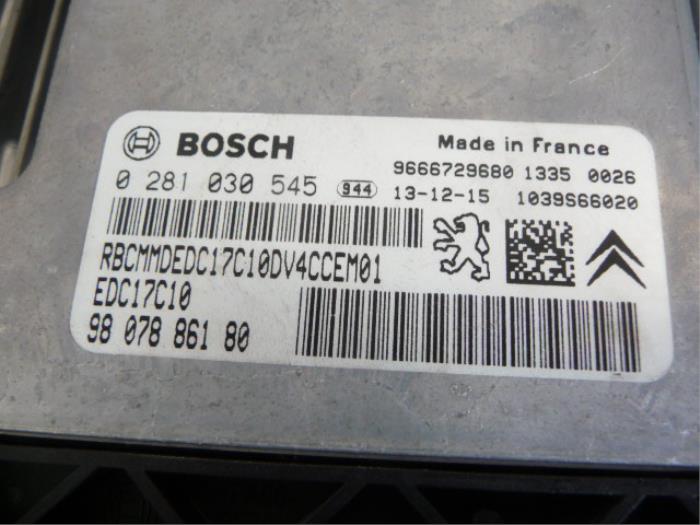 BOSCH
Made in France
9666729680 1335 0026
0 281 030 545 944 13-12-15 1039S66020
RBCMMDEDC17C10DV4CCEM01
EDC17C10
98 078 861 80